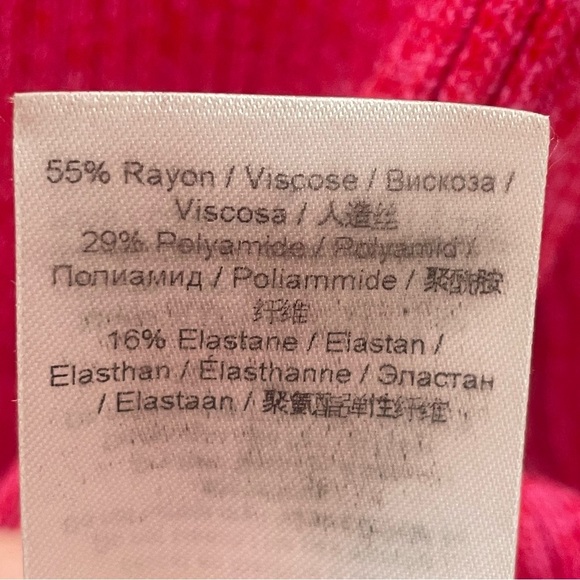 55% Rayon / Viscose / Вискоза /
Viscosa / 人造丝
29% Polyamide / Polyamid /
Полиамид / Poliammide / 聚酰胺
纤维
16% Elastane / Elastan /
Elasthan / Élasthanne / Эластан
/ Elastaan / 聚氨酯弹性纤维